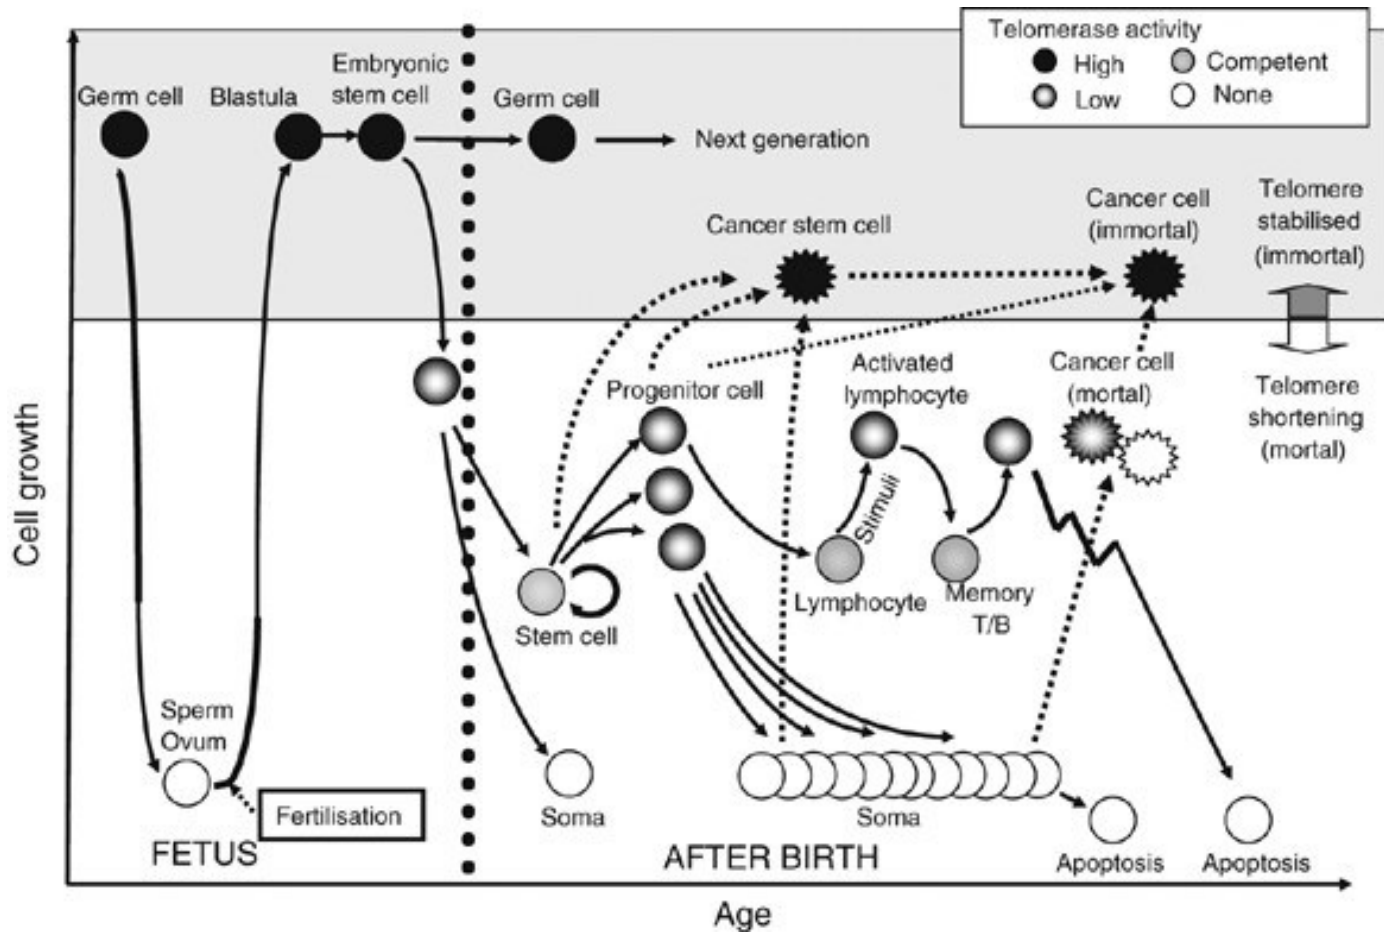 Telomerase activity
High
Competent
Low
None
Germ cell
Blastula
Embryonic
stem cell
Germ cell
Next generation
Cancer stem cell
Cancer cell
(immortal)
Telomere
stabilised
(immortal)
Telomere
shortening
(mortal)
Progenitor cell
Activated
lymphocyte
Cancer cell
(mortal)
Stimuli
Stem cell
Lymphocyte
Memory
T/B
Sperm
Ovum
Fertilisation
Soma
Soma
Apoptosis
Apoptosis
FETUS
AFTER BIRTH
Cell growth
Age